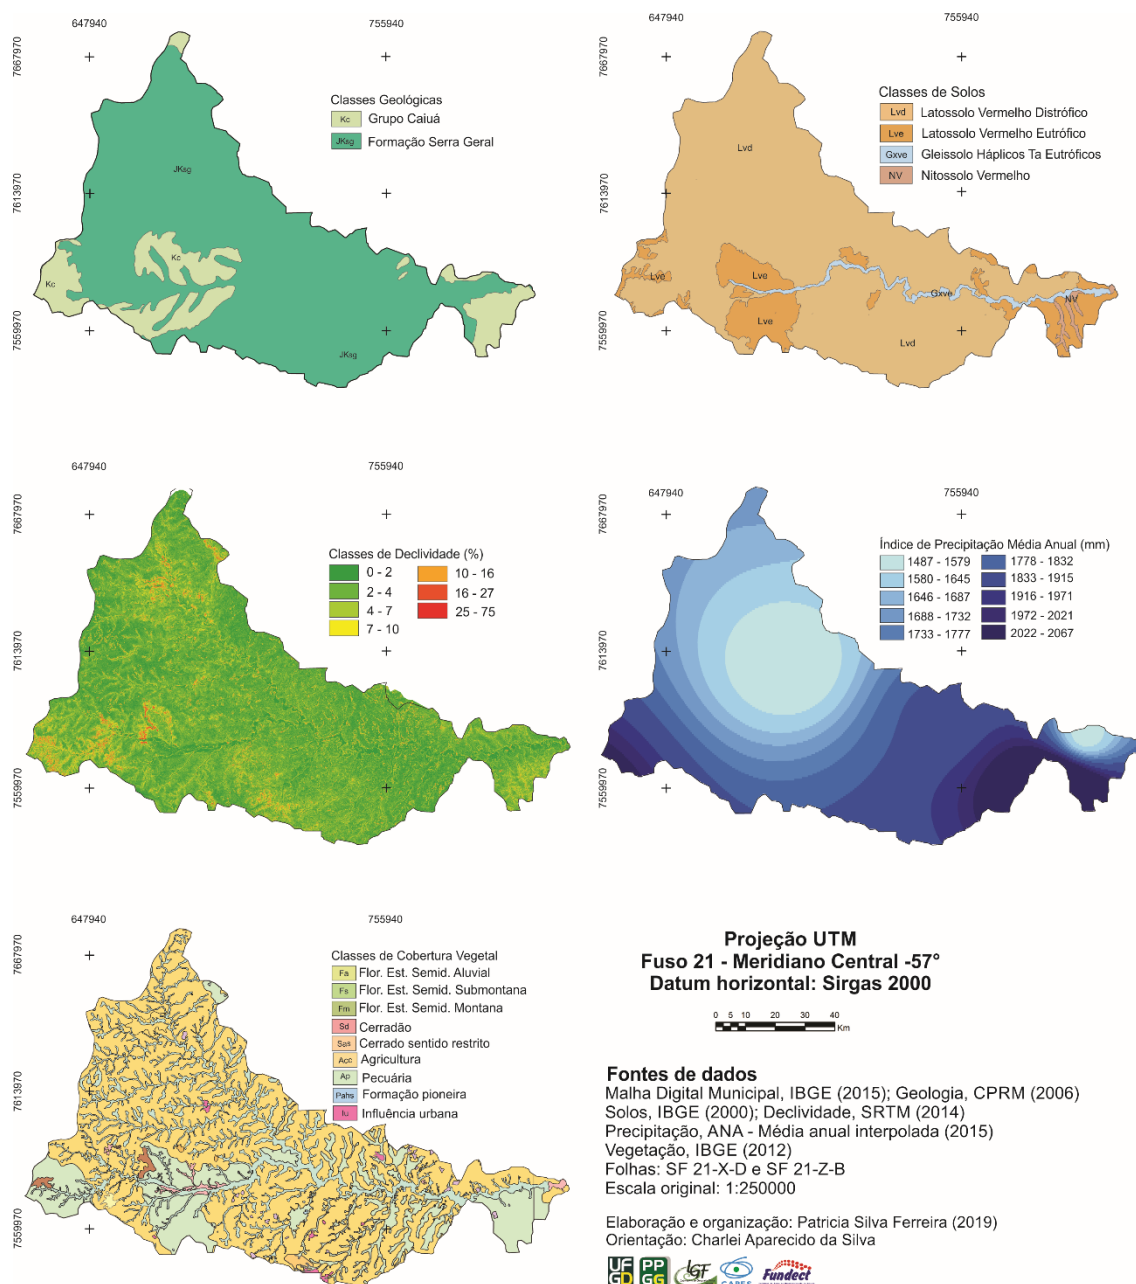 647940
755940
7667970
7613970
7559970
Classes Geológicas
Kc Grupo Caiuá
JKsg Formação Serra Geral
JKsg
Kc
Kc
JKsg
647940
755940
7667970
7613970
7559970
Classes de Solos
Lvd Latossolo Vermelho Distrófico
Lve Latossolo Vermelho Eutrófico
Gxve Gleissolo Háplicos Ta Eutróficos
NV Nitossolo Vermelho
Lvd
Lve
Lve
Lve
Gxve
NV
Lvd
647940
755940
7667970
7613970
7559970
Classes de Declividade (%)
0 - 2
2 - 4
4 - 7
7 - 10
10 - 16
16 - 27
25 - 75
647940
755940
7667970
7613970
7559970
Índice de Precipitação Média Anual (mm)
1487 - 1579
1580 - 1645
1646 - 1687
1688 - 1732
1733 - 1777
1778 - 1832
1833 - 1915
1916 - 1971
1972 - 2021
2022 - 2067
647940
755940
7667970
7613970
7559970
Classes de Cobertura Vegetal
Fa Flor. Est. Semid. Aluvial
Fs Flor. Est. Semid. Submontana
Fm Flor. Est. Semid. Montana
Sd Cerradão
Sas Cerrado sentido restrito
Acc Agricultura
Ap Pecuária
Pahs Formação pioneira
Iu Influência urbana
Projeção UTM
Fuso 21 - Meridiano Central -57°
Datum horizontal: Sirgas 2000
0 5 10 20 30 40
Km
Fontes de dados
Malha Digital Municipal, IBGE (2015); Geologia, CPRM (2006)
Solos, IBGE (2000); Declividade, SRTM (2014)
Precipitação, ANA - Média anual interpolada (2015)
Vegetação, IBGE (2012)
Folhas: SF 21-X-D e SF 21-Z-B
Escala original: 1:250000
Elaboração e organização: Patricia Silva Ferreira (2019)
Orientação: Charlei Aparecido da Silva
UFGD PPGG LGF CAPES Fundect